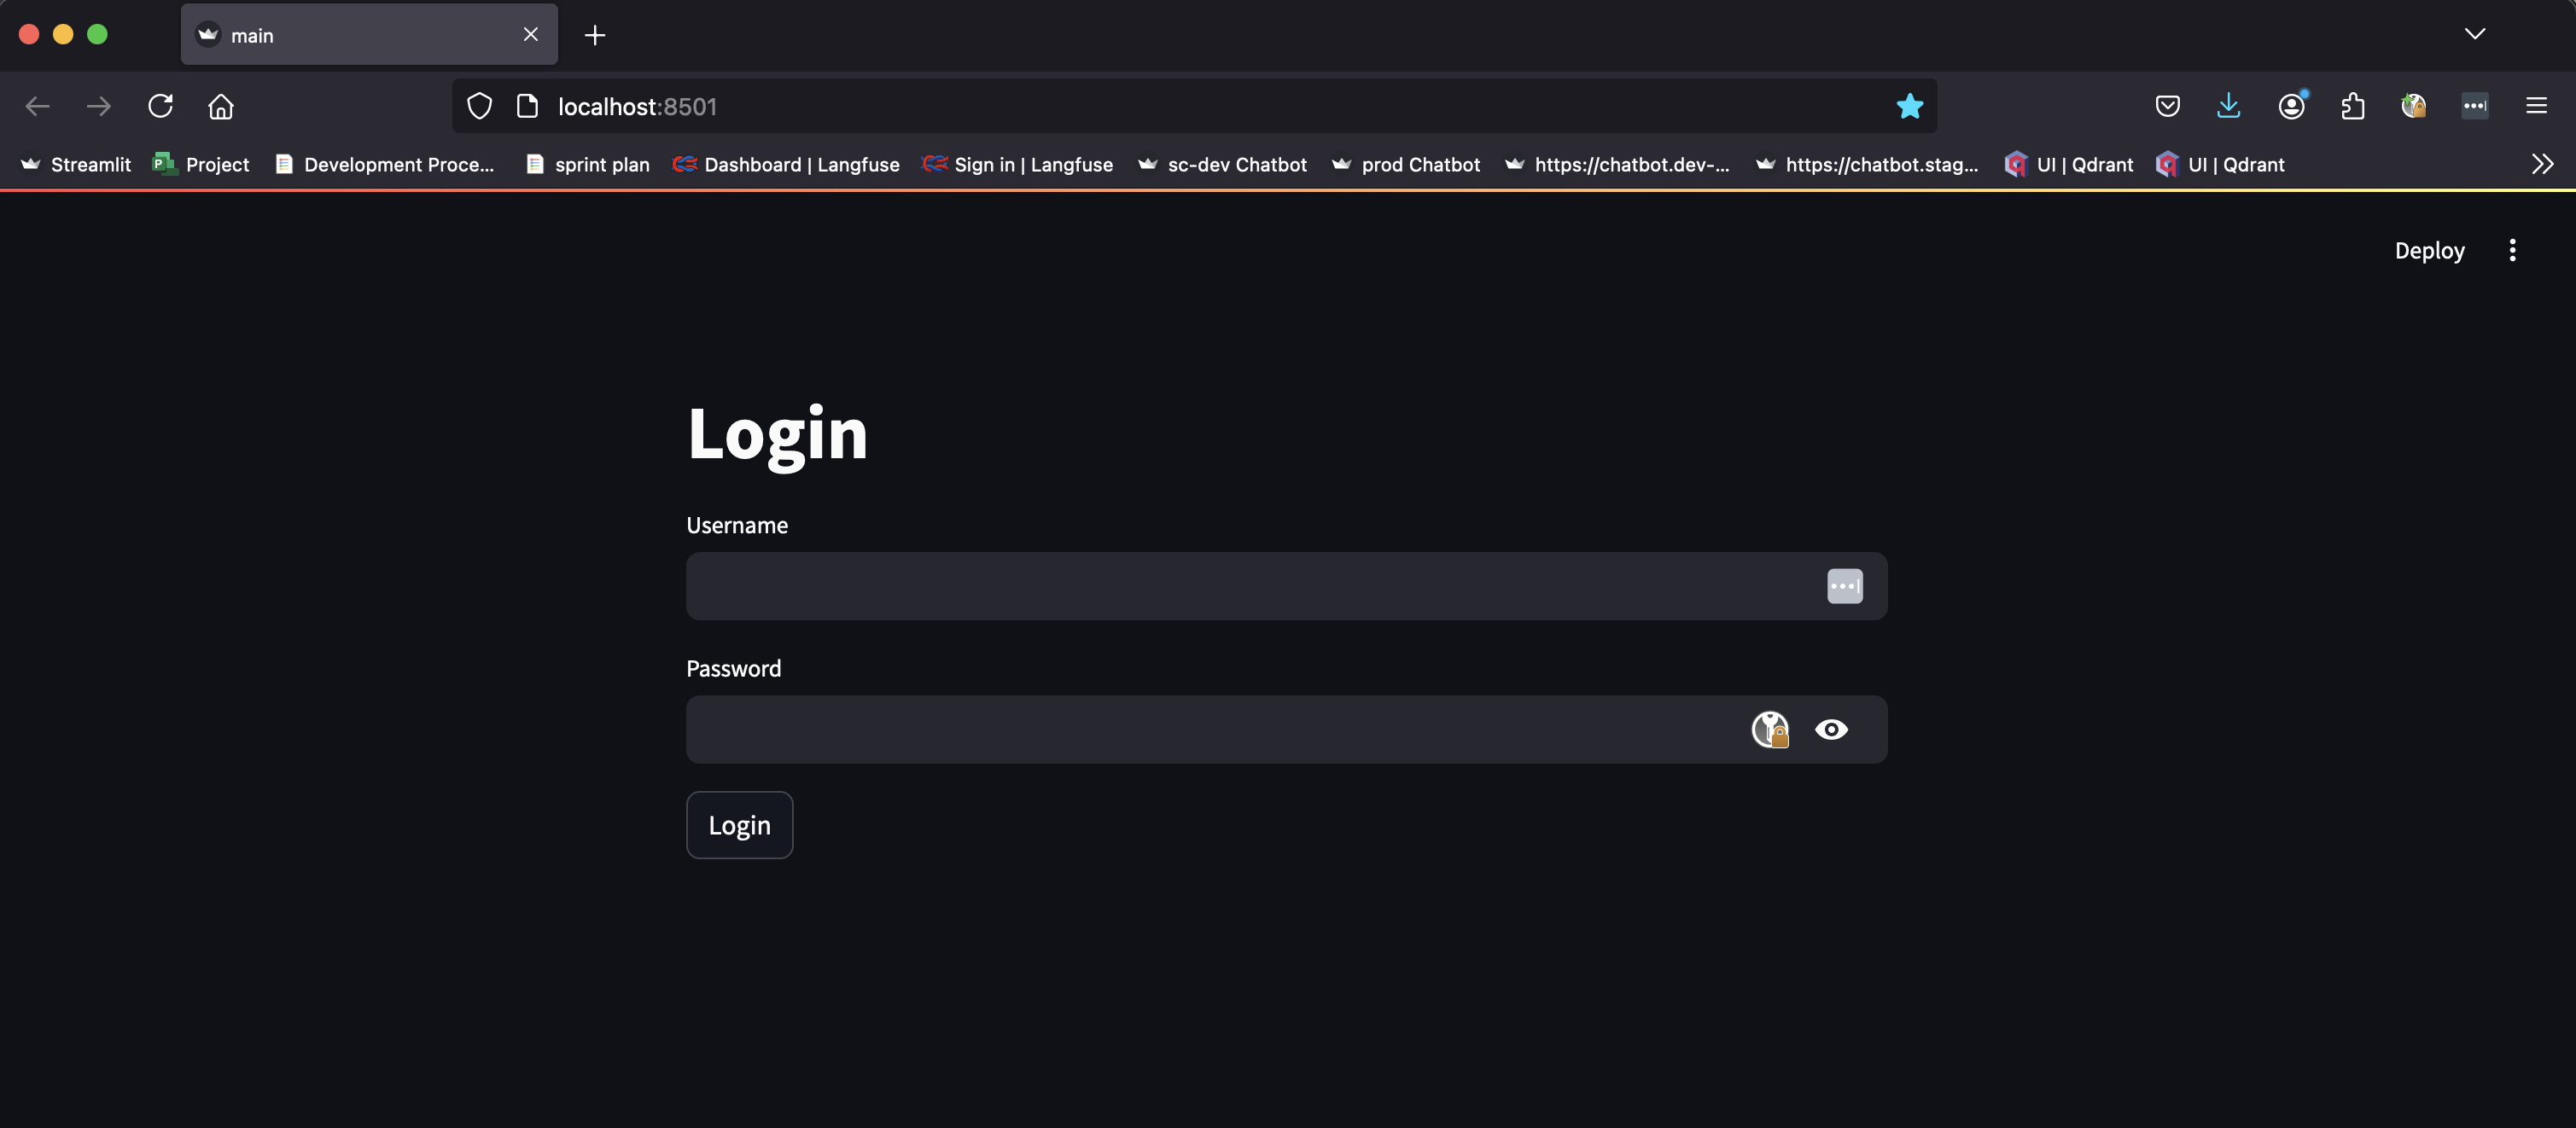 main
localhost:8501
Streamlit Project Development Proce... sprint plan Dashboard | Langfuse Sign in | Langfuse sc-dev Chatbot prod Chatbot https://chatbot.dev-... https://chatbot.stag... UI | Qdrant UI | Qdrant
Deploy
Login
Username
Password
Login